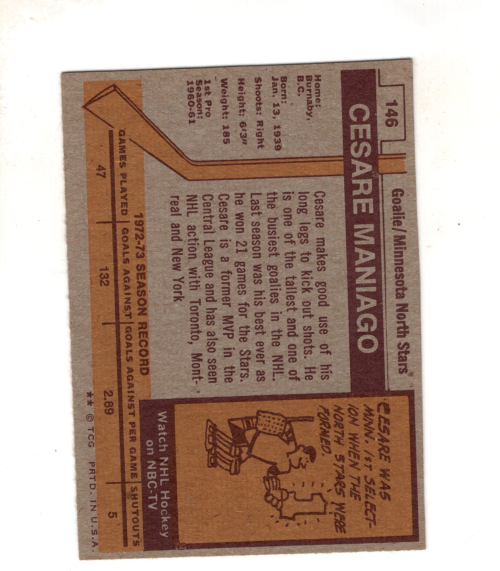 146
Goalie/Minnesota North Stars
CESARE MANIAGO
Home:
Burnaby,
B.C.
Born:
Jan. 13, 1939
Shoots: Right
Height: 6'3"
Weight: 185
1st Pro
Season:
1960-61
Cesare makes good use of his
long legs to kick out shots. He
is one of the tallest and one of
the busiest goalies in the NHL.
Last season was his best ever as
he won 21 games for the Stars.
Cesare is a former MVP in the
Central League and has also seen
NHL action with Toronto, Mont-
real and New York
CESARE WAS
MINN. 1ST SELECT-
ION WHEN THE
NORTH STARS WERE
FORMED.
Watch NHL Hockey
on NBC-TV
1972-73 SEASON RECORD
GAMES PLAYED GOALS AGAINST GOALS AGAINST PER GAME SHUTOUTS
47 132 2.89 5
★★ © TCG PRTD. IN U.S.A.